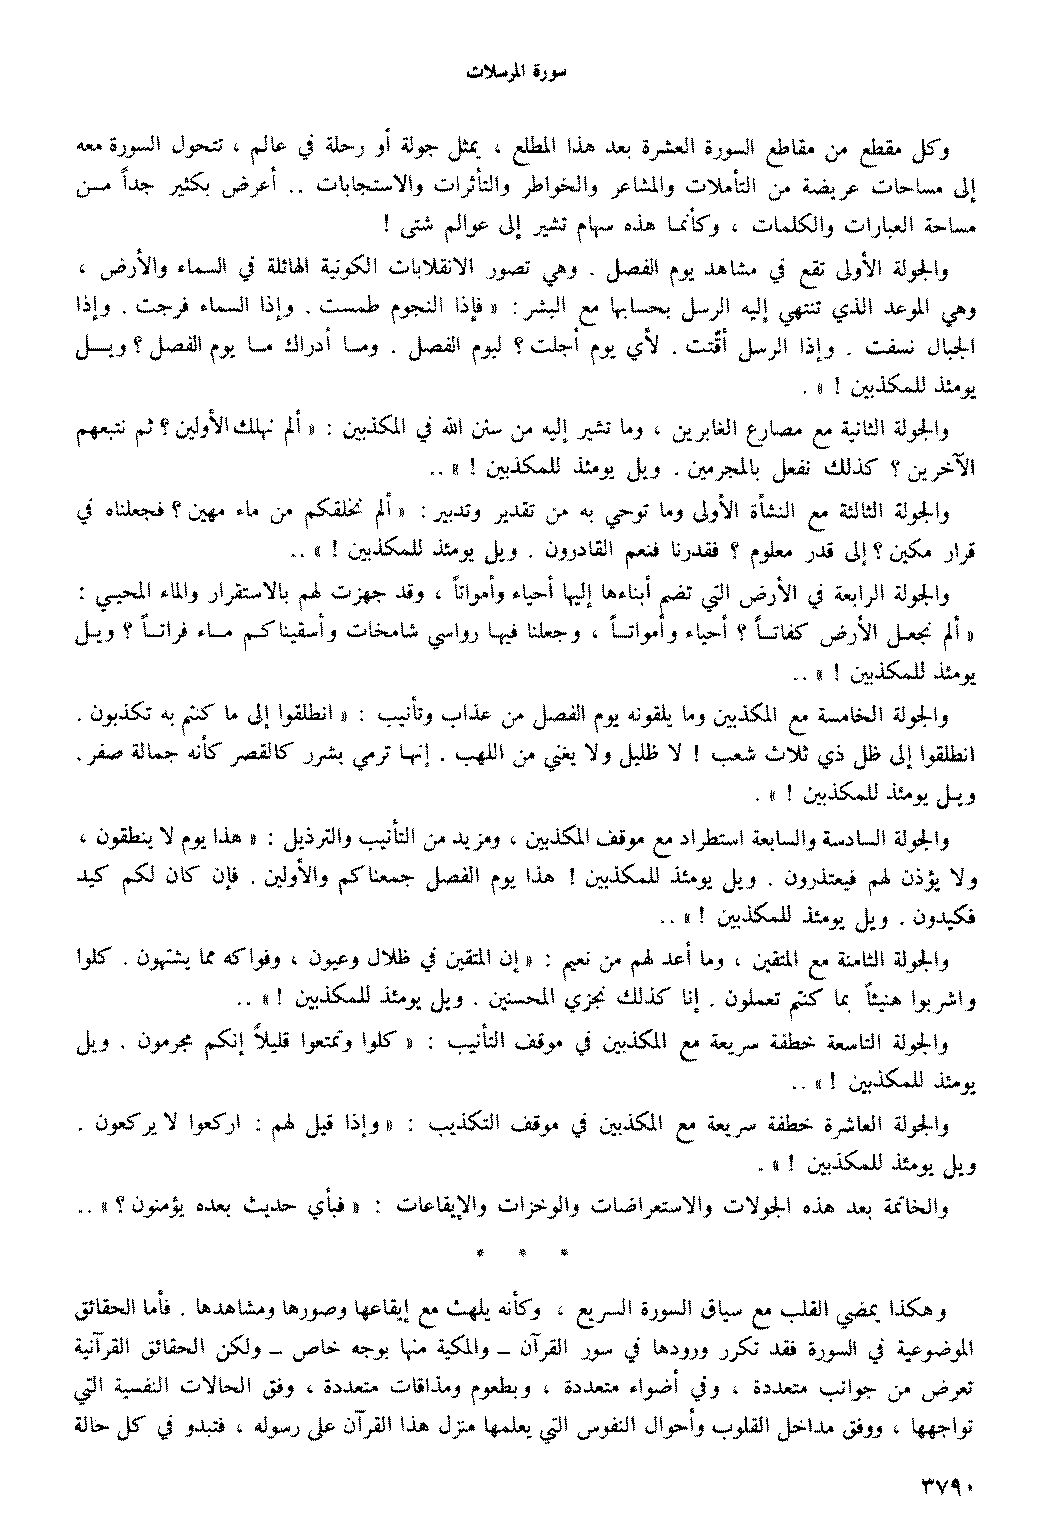 سورة المرسلات
وكل مقطع من مقاطع السورة العشرة بعد هذا المطلع ، يمثل جولة أو رحلة في عالم ، تتحول السورة معه
إلى مساحات عريضة من التأملات والمشاعر والخواطر والتأثرات والاستجابات .. أعرض بكثير جداً مـن
مساحة العبارات والكلمات ، وكأنمـا هذه سهام تشير إلى عوالم شتى !
والجولة الأولى تقع في مشاهد يوم الفصل . وهي تصور الانقلابات الكونية الهائلة في السماء والأرض ،
وهي الموعد الذي تنتهي إليه الرسل بحسابها مع البشر : « فإذا النجوم طمست . وإذا السماء فرجت . وإذا
الجبال نسفت . وإذا الرسل أقّتت . لأي يوم أجلت ؟ ليوم الفصل . ومـا أدراك مـا يوم الفصل ؟ ويـل
يومئذ للمكذبين ! » .
والجولة الثانية مع مصارع الغابرين ، وما تشير إليه من سنن الله في المكذبين : « ألم نهلك الأولين ؟ ثم نتبعهم
الآخرين ؟ كذلك نفعل بالمجرمين . ويل يومئذ للمكذبين ! » ..
والجولة الثالثة مع النشأة الأولى وما توحي به من تقدير وتدبير : « ألم نخلقكم من ماء مهين ؟ فجعلناه في
قرار مكين ؟ إلى قدر معلوم ؟ فقدرنا فنعم القادرون . ويل يومئذ للمكذبين ! » ..
والجولة الرابعة في الأرض التي تضم أبناءها إليها أحياء وأمواتاً ، وقد جهزت لهم بالاستقرار والماء المحيـي :
« ألم نجعـل الأرض كفاتـاً ؟ أحياء وأمواتـاً ، وجعلنا فيهـا رواسي شامخات وأسقيناكـم مـاء فراتـاً ؟ ويـل
يومئذ للمكذبين ! » ..
والجولة الخامسة مع المكذبين وما يلقونه يوم الفصل من عذاب وتأنيب : « انطلقوا إلى ما كنتم به تكذبون .
انطلقوا إلى ظل ذي ثلاث شعب ! لا ظليل ولا يغني من اللهب . إنهـا ترمي بشرر كالقصر كأنه جمالة صفر .
ويـل يومئذ للمكذبين ! » .
والجولة السادسة والسابعة استطراد مع موقف المكذبين ، ومزيد من التأنيب والترذيل : « هذا يوم لا ينطقون ،
ولا يؤذن لهم فيعتذرون . ويل يومئذ للمكذبين ! هذا يوم الفصل جمعناكم والأولين . فإن كان لكم كيد
فكيدون . ويل يومئذ للمكذبين ! » ..
والجولة الثامنة مع المتقين ، وما أعد لهم من نعيم : « إن المتقين في ظلال وعيون ، وفواكه مما يشتهون . كلوا
واشربوا هنيئاً بما كنتم تعملون . إنا كذلك نجزي المحسنين . ويل يومئذ للمكذبين ! » ..
والجولة التاسعة خطفة سريعة مع المكذبين في موقف التأنيب : « كلوا وتمتعوا قليلاً إنكم مجرمون . ويل
يومئذ للمكذبين ! » ..
والجولة العاشرة خطفة سريعة مع المكذبين في موقف التكذيب : « وإذا قيل لهم : اركعوا لا يركعون .
ويل يومئذ للمكذبين ! » .
والخاتمة بعد هذه الجولات والاستعراضات والوخزات والإيقاعات : « فبأي حديث بعده يؤمنون ؟ » ..
* * *
وهكذا يمضي القلب مع سياق السورة السريع ، وكأنه يلهث مع إيقاعها وصورها ومشاهدها . فأما الحقائق
الموضوعية في السورة فقد تكرر ورودها في سور القرآن – والمكية منها بوجه خاص – ولكن الحقائق القرآنية
تعرض من جوانب متعددة ، وفي أضواء متعددة ، وبطعوم ومذاقات متعددة ، وفق الحالات النفسية التي
تواجهها ، ووفق مداخل القلوب وأحوال النفوس التي يعلمها منزل هذا القرآن على رسوله ، فتبدو في كل حالة
٣٧٩٠